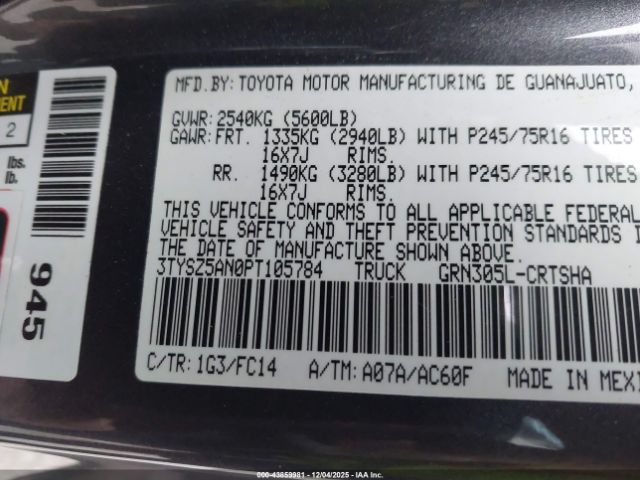 MFD.BY:TOYOTA MOTOR MANUFACTURING DE GUANAJUATO,
GVWR:2540KG (5600LB)
GAWR:FRT. 1335KG (2940LB) WITH P245/75R16 TIRES
16X7J RIMS.
RR. 1490KG (3280LB) WITH P245/75R16 TIRES
16X7J RIMS.
THIS VEHICLE CONFORMS TO ALL APPLICABLE FEDERAL
VEHICLE SAFETY AND THEFT PREVENTION STANDARDS I
THE DATE OF MANUFACTURE SHOWN ABOVE.
3TYSZ5AN0PT105784 TRUCK GRN305L-CRTSHA
C/TR:1G3/FC14 A/TM:A07A/AC60F MADE IN MEXI
N
ENT
2
lbs.
lb.
945
© 43859981 - 12/04/2025 - IAA Inc.